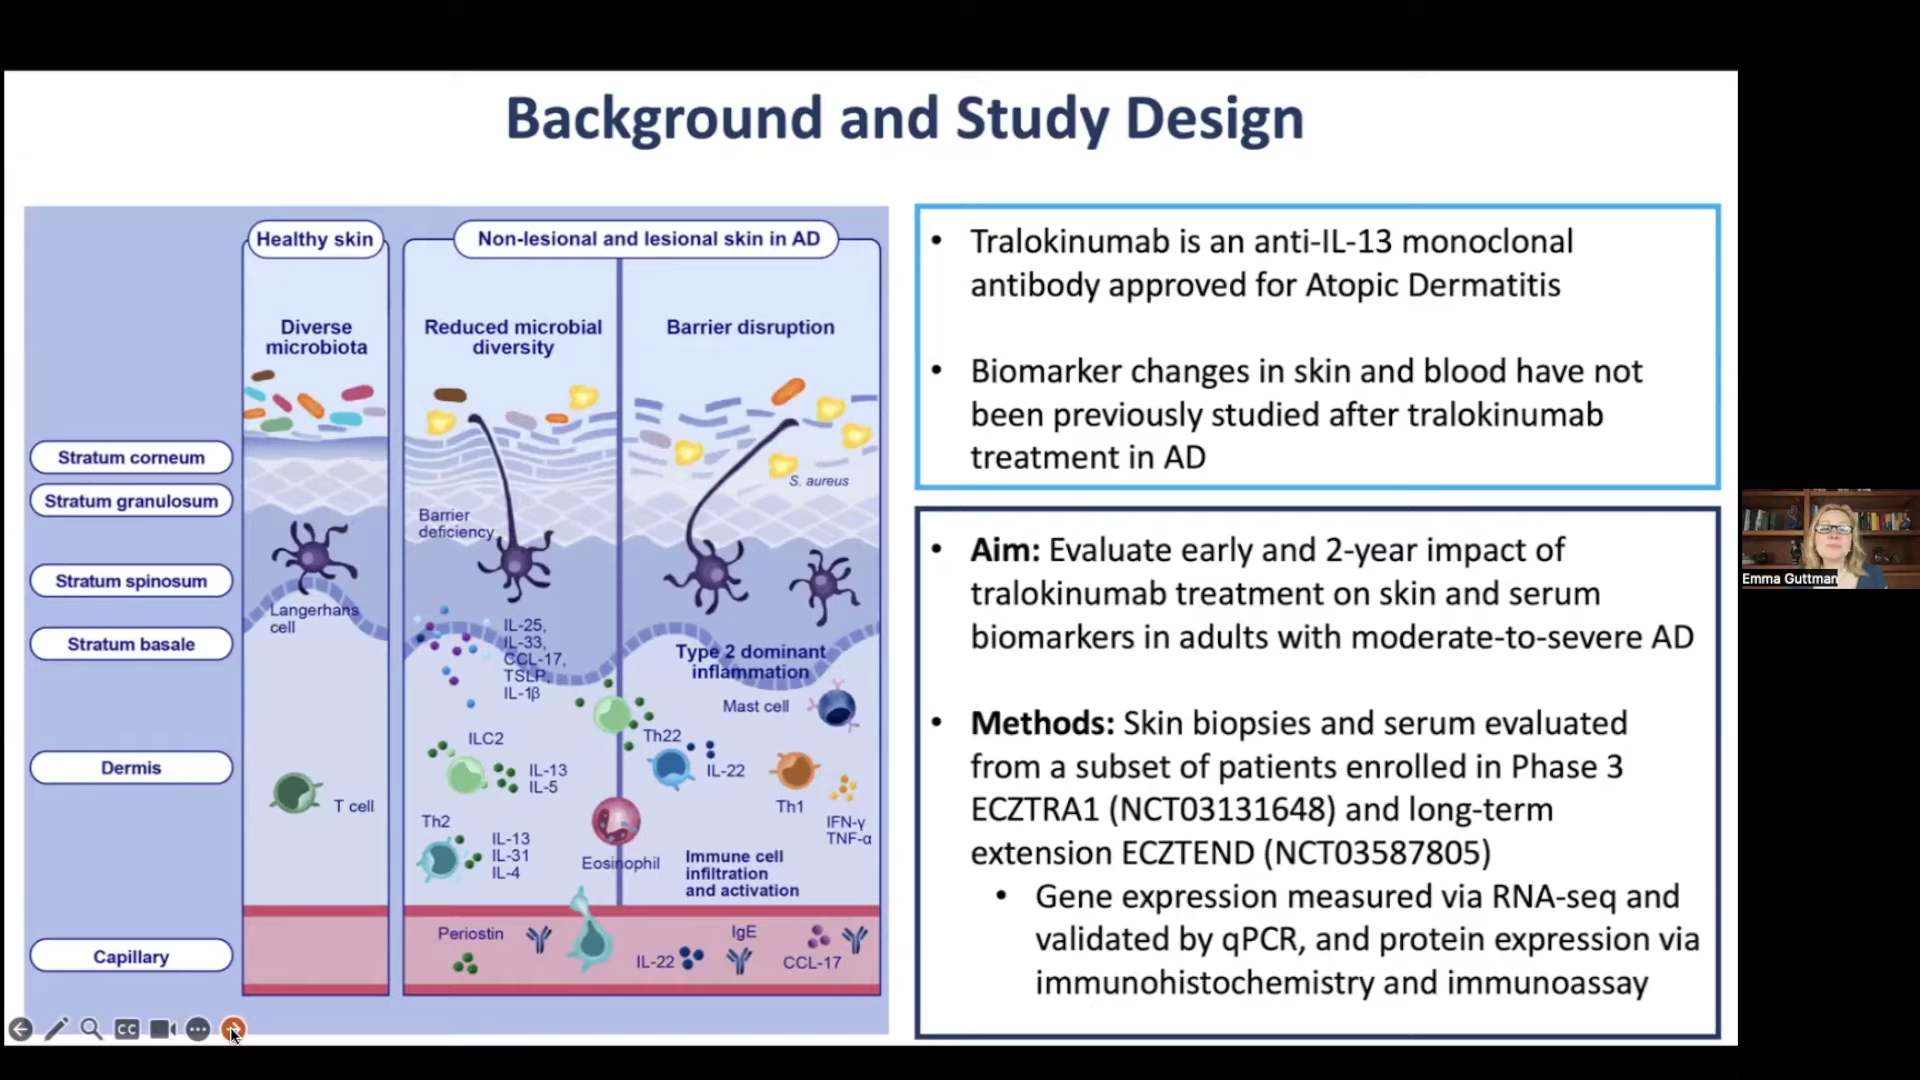 Background and Study Design
Healthy skin
Non-lesional and lesional skin in AD
Diverse
microbiota
Reduced microbial
diversity
Barrier disruption
Stratum corneum
S. aureus
Stratum granulosum
Barrier
deficiency
Stratum spinosum
Langerhans
cell
Stratum basale
IL-25,
IL-33,
CCL-17,
TSLP,
IL-1β
Type 2 dominant
inflammation
Mast cell
ILC2
IL-13
IL-5
Th22
IL-22
Dermis
T cell
Th1
IFN-γ
TNF-α
Th2
IL-13
IL-31
IL-4
Eosinophil
Immune cell
infiltration
and activation
Capillary
Periostin
IL-22
IgE
CCL-17
• Tralokinumab is an anti-IL-13 monoclonal
antibody approved for Atopic Dermatitis
• Biomarker changes in skin and blood have not
been previously studied after tralokinumab
treatment in AD
• Aim: Evaluate early and 2-year impact of
tralokinumab treatment on skin and serum
biomarkers in adults with moderate-to-severe AD
• Methods: Skin biopsies and serum evaluated
from a subset of patients enrolled in Phase 3
ECZTRA1 (NCT03131648) and long-term
extension ECZTEND (NCT03587805)
• Gene expression measured via RNA-seq and
validated by qPCR, and protein expression via
immunohistochemistry and immunoassay
Emma Guttman
CC